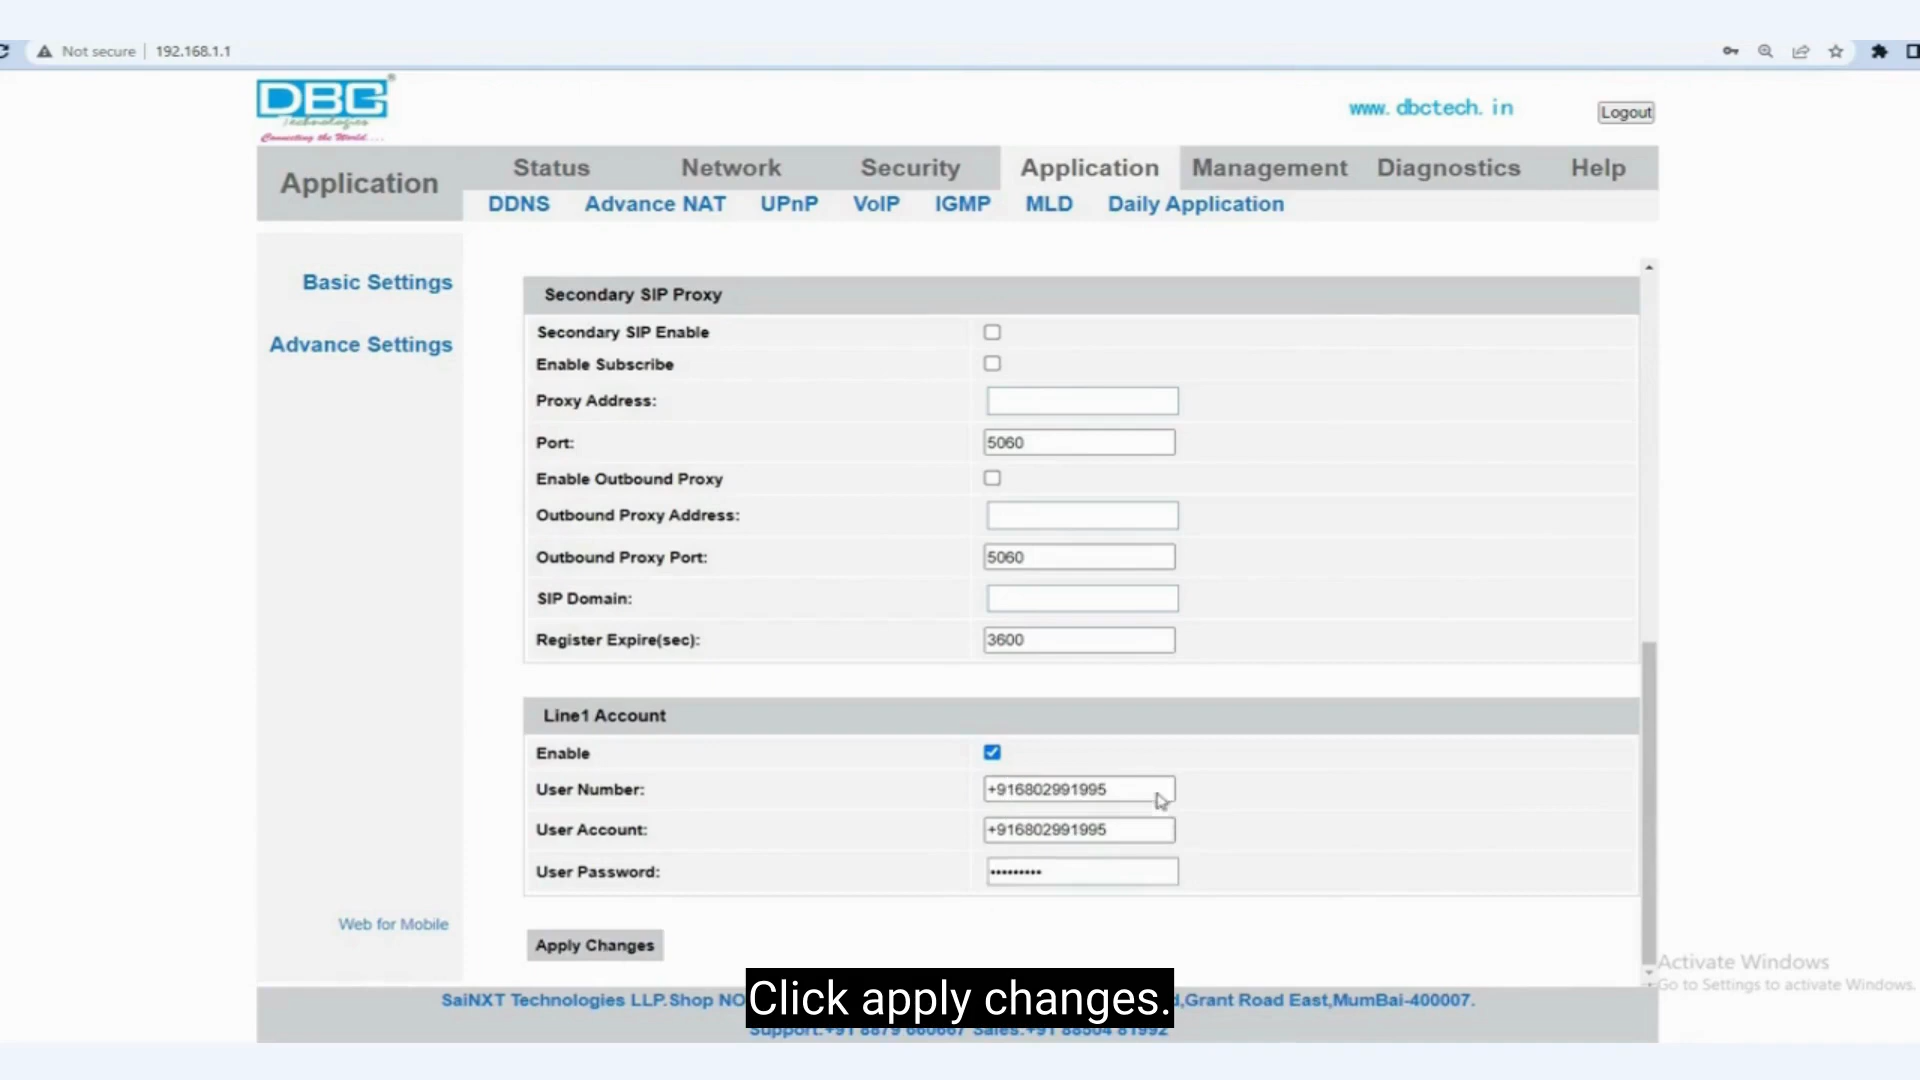 Not secure | 192.168.1.1
DBC
Technologies
Connecting the World....
www.dbctech.in
Logout
Application
Status Network Security Application Management Diagnostics Help
DDNS Advance NAT UPnP VoIP IGMP MLD Daily Application
Basic Settings
Advance Settings
Web for Mobile
Secondary SIP Proxy
Secondary SIP Enable
Enable Subscribe
Proxy Address:
Port: 5060
Enable Outbound Proxy
Outbound Proxy Address:
Outbound Proxy Port: 5060
SIP Domain:
Register Expire(sec): 3600
Line1 Account
Enable
User Number: +916802991995
User Account: +916802991995
User Password: •••••••••
Apply Changes
Activate Windows
Go to Settings to activate Windows.
SaiNXT Technologies LLP.Shop NO
,Grant Road East,MumBai-400007.
Click apply changes.
Support:+91 8879 660667 Sales:+91 88504 81992